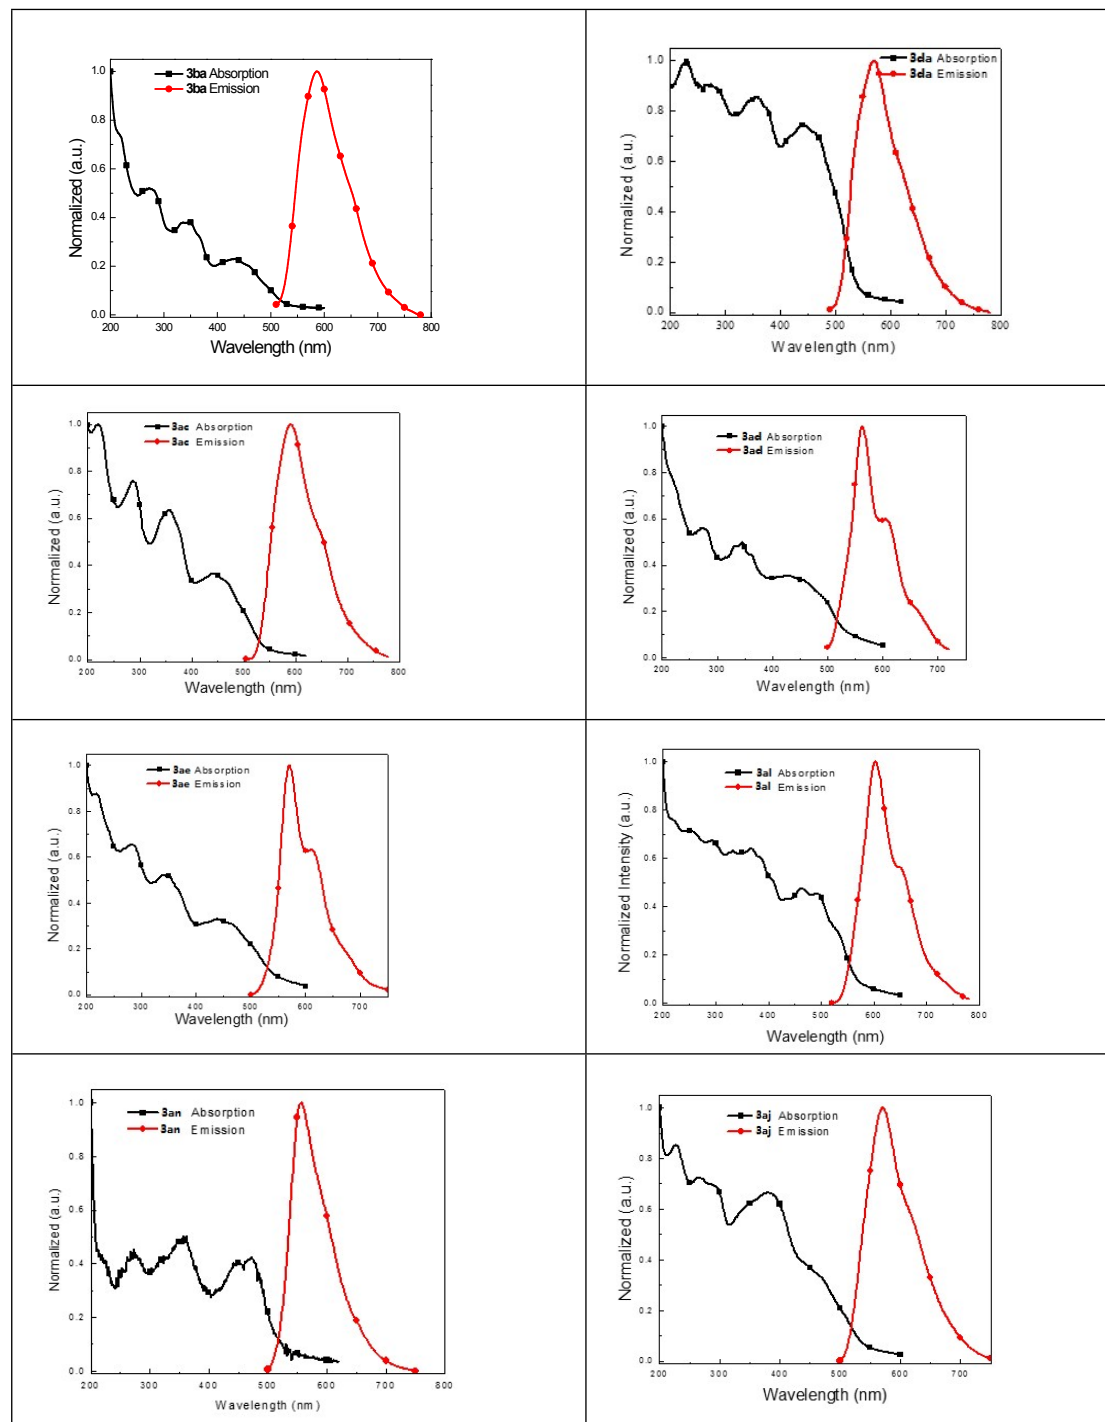 3ba Absorption
3ba Emission
Normalized (a.u.)
1.0
0.8
0.6
0.4
0.2
0.0
200 300 400 500 600 700 800
Wavelength (nm)
3da Absorption
3da Emission
Normalized (a.u.)
1.0
0.8
0.6
0.4
0.2
0.0
200 300 400 500 600 700 800
Wavelength (nm)
3ac Absorption
3ac Emission
Normalized (a.u.)
1.0
0.8
0.6
0.4
0.2
0.0
200 300 400 500 600 700 800
Wavelength (nm)
3ad Absorption
3ad Emission
Normalized (a.u.)
1.0
0.8
0.6
0.4
0.2
0.0
200 300 400 500 600 700
Wavelength (nm)
3ae Absorption
3ae Emission
Normalized (a.u.)
1.0
0.8
0.6
0.4
0.2
0.0
200 300 400 500 600 700
Wavelength (nm)
3al Absorption
3al Emission
Normalized Intensity (a.u.)
1.0
0.8
0.6
0.4
0.2
0.0
200 300 400 500 600 700 800
Wavelength (nm)
3an Absorption
3an Emission
Normalized (a.u.)
1.0
0.8
0.6
0.4
0.2
0.0
200 300 400 500 600 700 800
Wavelength (nm)
3aj Absorption
3aj Emission
Normalized (a.u.)
1.0
0.8
0.6
0.4
0.2
0.0
200 300 400 500 600 700
Wavelength (nm)